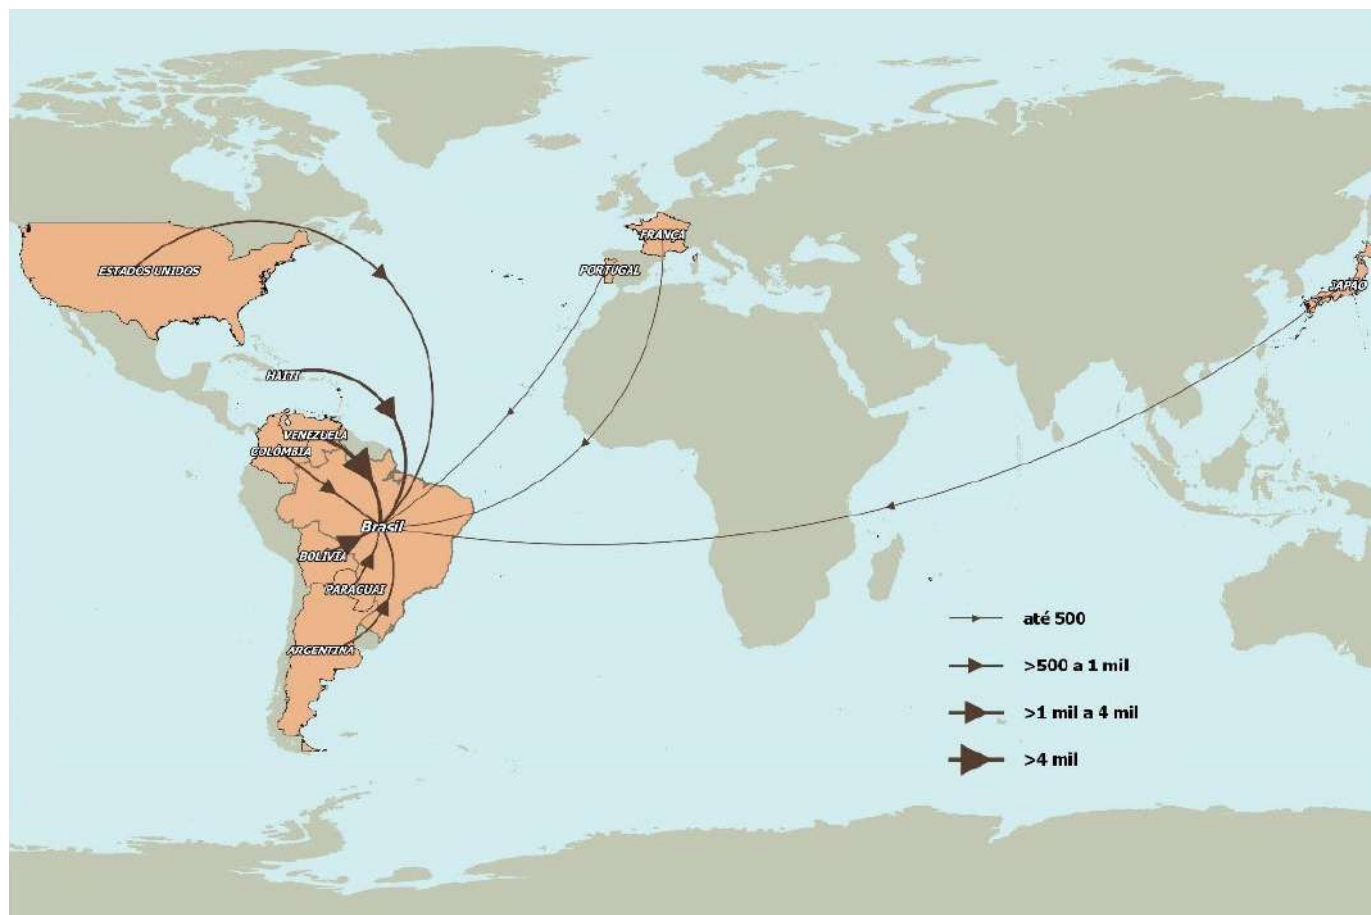 FRANÇA
ESTADOS UNIDOS
PORTUGAL
JAPÃO
HAITI
VENEZUELA
COLÔMBIA
Brasil
BOLIVIA
PARAGUAI
ARGENTINA
até 500
>500 a 1 mil
>1 mil a 4 mil
>4 mil